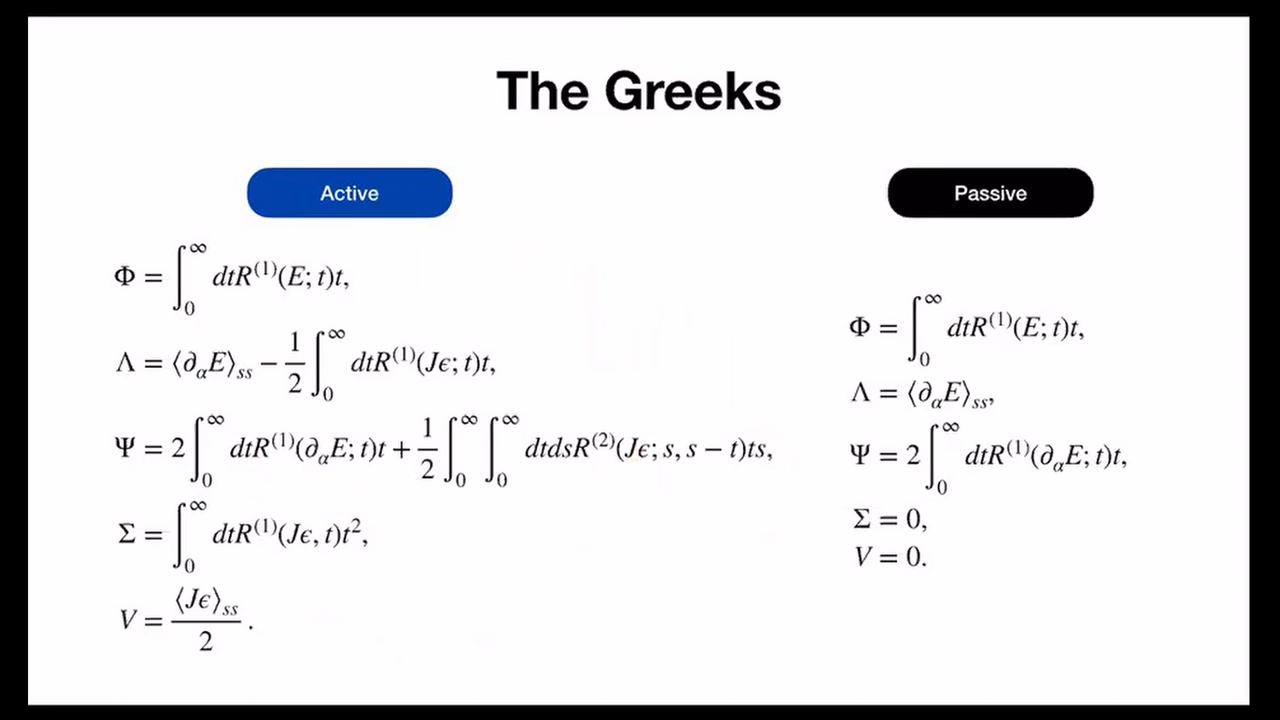 The Greeks
Active
Φ = ∫₀^∞ dtR⁽¹⁾(E; t)t,
Λ = ⟨∂_αE⟩_ss − 1/2 ∫₀^∞ dtR⁽¹⁾(Jϵ; t)t,
Ψ = 2∫₀^∞ dtR⁽¹⁾(∂_αE; t)t + 1/2 ∫₀^∞ ∫₀^∞ dtdsR⁽²⁾(Jϵ; s, s − t)ts,
Σ = ∫₀^∞ dtR⁽¹⁾(Jϵ, t)t²,
V = ⟨Jϵ⟩_ss / 2 .
Passive
Φ = ∫₀^∞ dtR⁽¹⁾(E; t)t,
Λ = ⟨∂_αE⟩_ss,
Ψ = 2∫₀^∞ dtR⁽¹⁾(∂_αE; t)t,
Σ = 0,
V = 0.